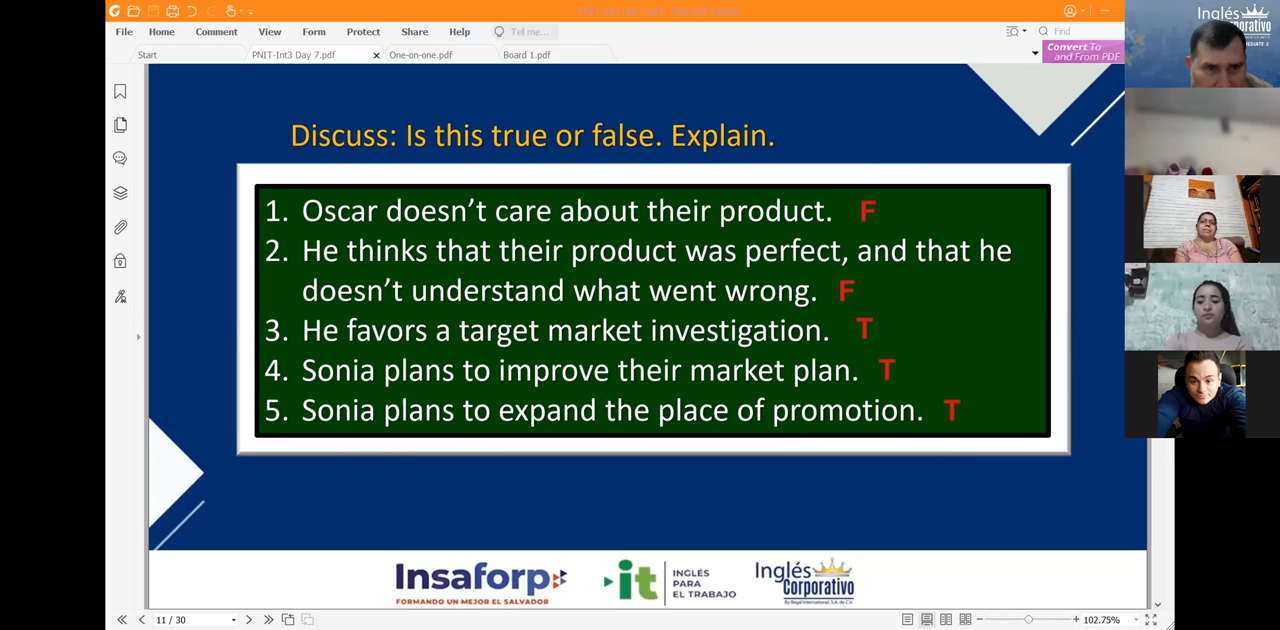 File Home Comment View Form Protect Share Help Tell me...
Find
Start PNIT-Int3 Day 7.pdf One-on-one.pdf Board 1.pdf
Convert To
and From PDF
Inglés
Corporativo
Discuss: Is this true or false. Explain.
1. Oscar doesn't care about their product. F
2. He thinks that their product was perfect, and that he
doesn't understand what went wrong. F
3. He favors a target market investigation. T
4. Sonia plans to improve their market plan. T
5. Sonia plans to expand the place of promotion. T
Insaforp
FORMANDO UN MEJOR EL SALVADOR
it
INGLÉS
PARA
EL TRABAJO
Inglés
Corporativo
By Regal International, S.A. de C.V.
11 / 30
102.75%